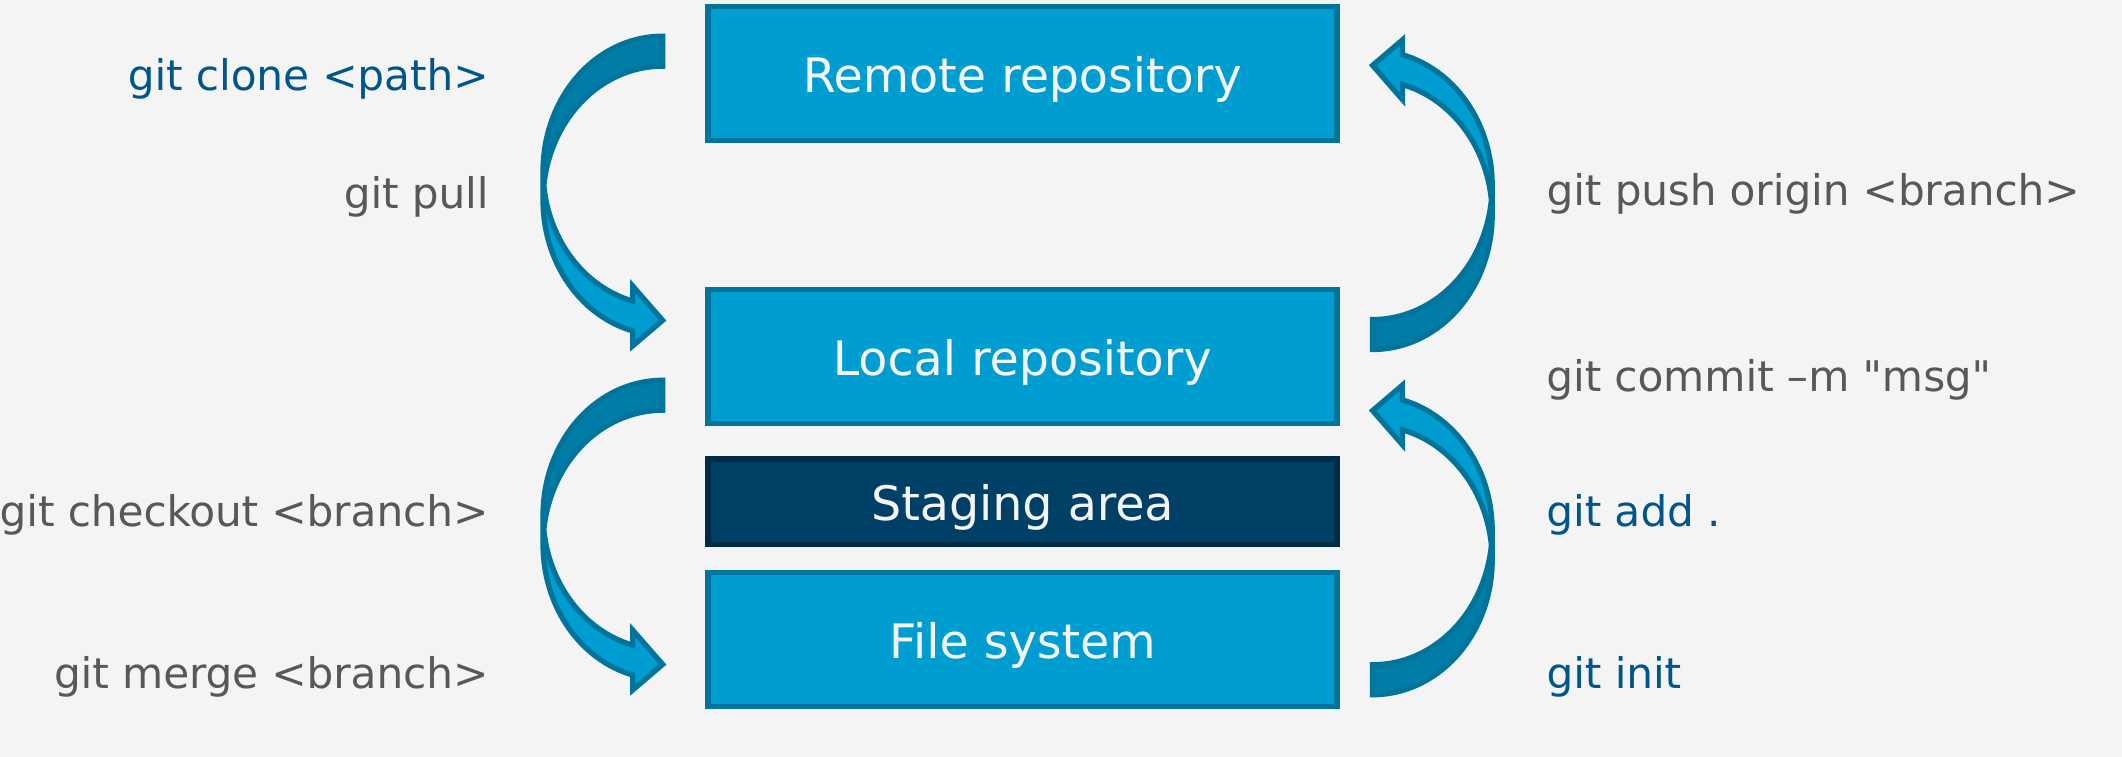 git clone <path>
Remote repository
git pull
git push origin <branch>
Local repository
git commit –m "msg"
git checkout <branch>
Staging area
git add .
git merge <branch>
File system
git init